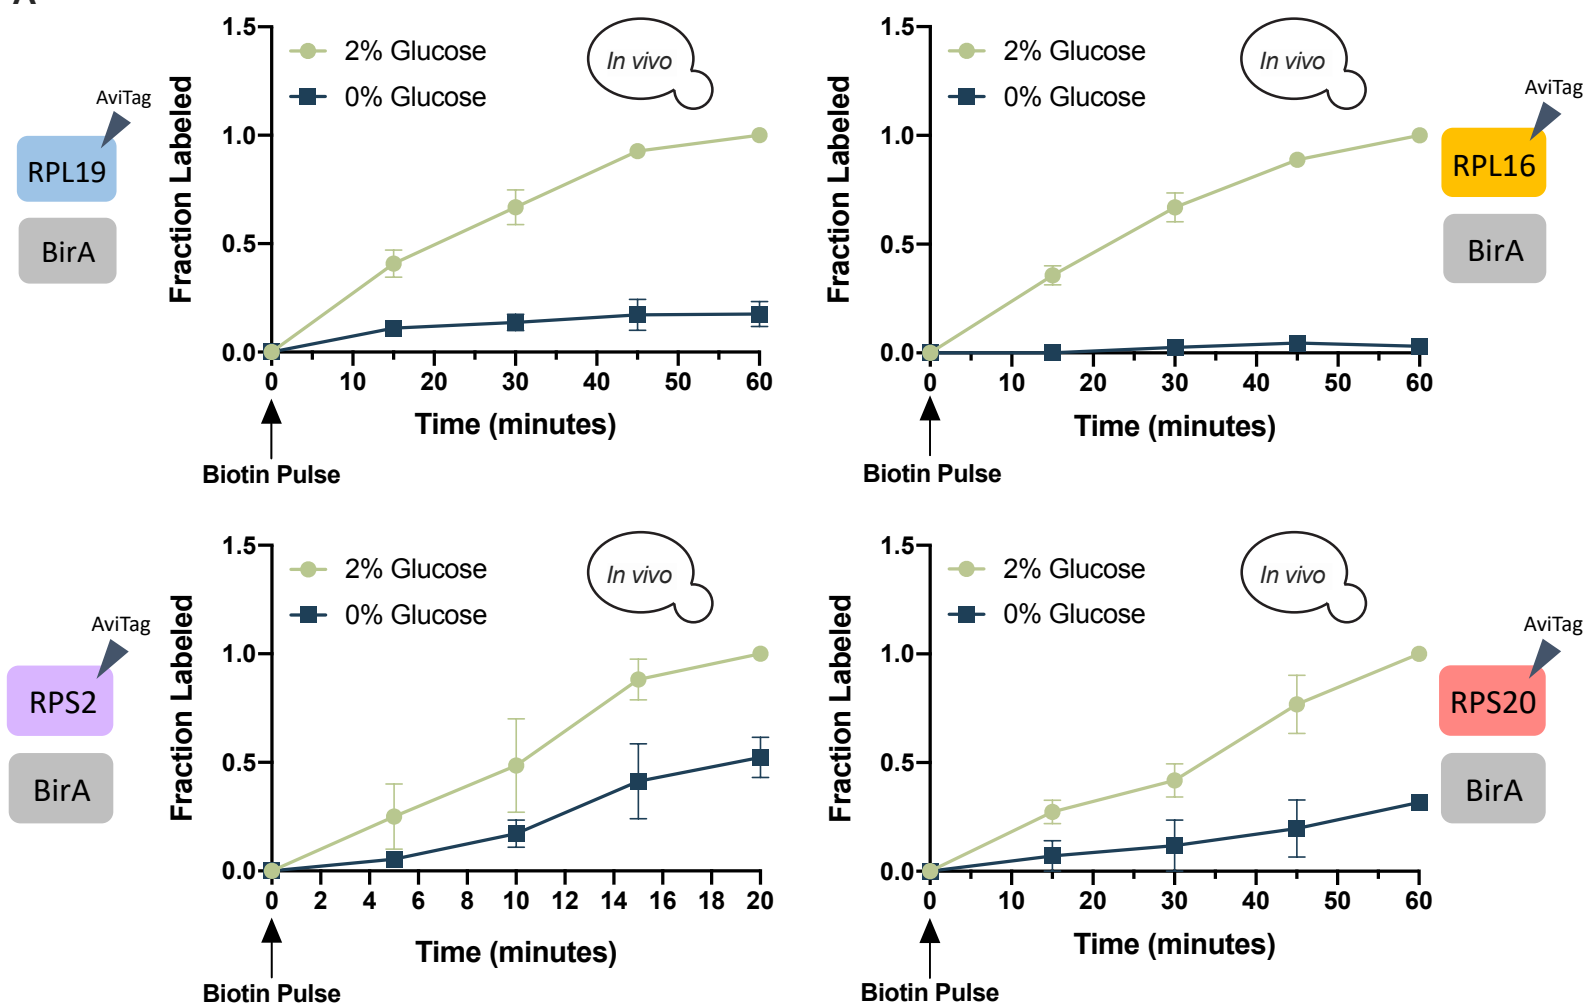 A
1.5
2% Glucose
0% Glucose
In vivo
1.0
0.5
0.0
Fraction Labeled
0 10 20 30 40 50 60
Time (minutes)
Biotin Pulse
AviTag
RPL19
BirA
1.5
2% Glucose
0% Glucose
In vivo
1.0
0.5
0.0
Fraction Labeled
0 10 20 30 40 50 60
Time (minutes)
Biotin Pulse
AviTag
RPL16
BirA
1.5
2% Glucose
0% Glucose
In vivo
1.0
0.5
0.0
Fraction Labeled
0 2 4 6 8 10 12 14 16 18 20
Time (minutes)
Biotin Pulse
AviTag
RPS2
BirA
1.5
2% Glucose
0% Glucose
In vivo
1.0
0.5
0.0
Fraction Labeled
0 10 20 30 40 50 60
Time (minutes)
Biotin Pulse
AviTag
RPS20
BirA